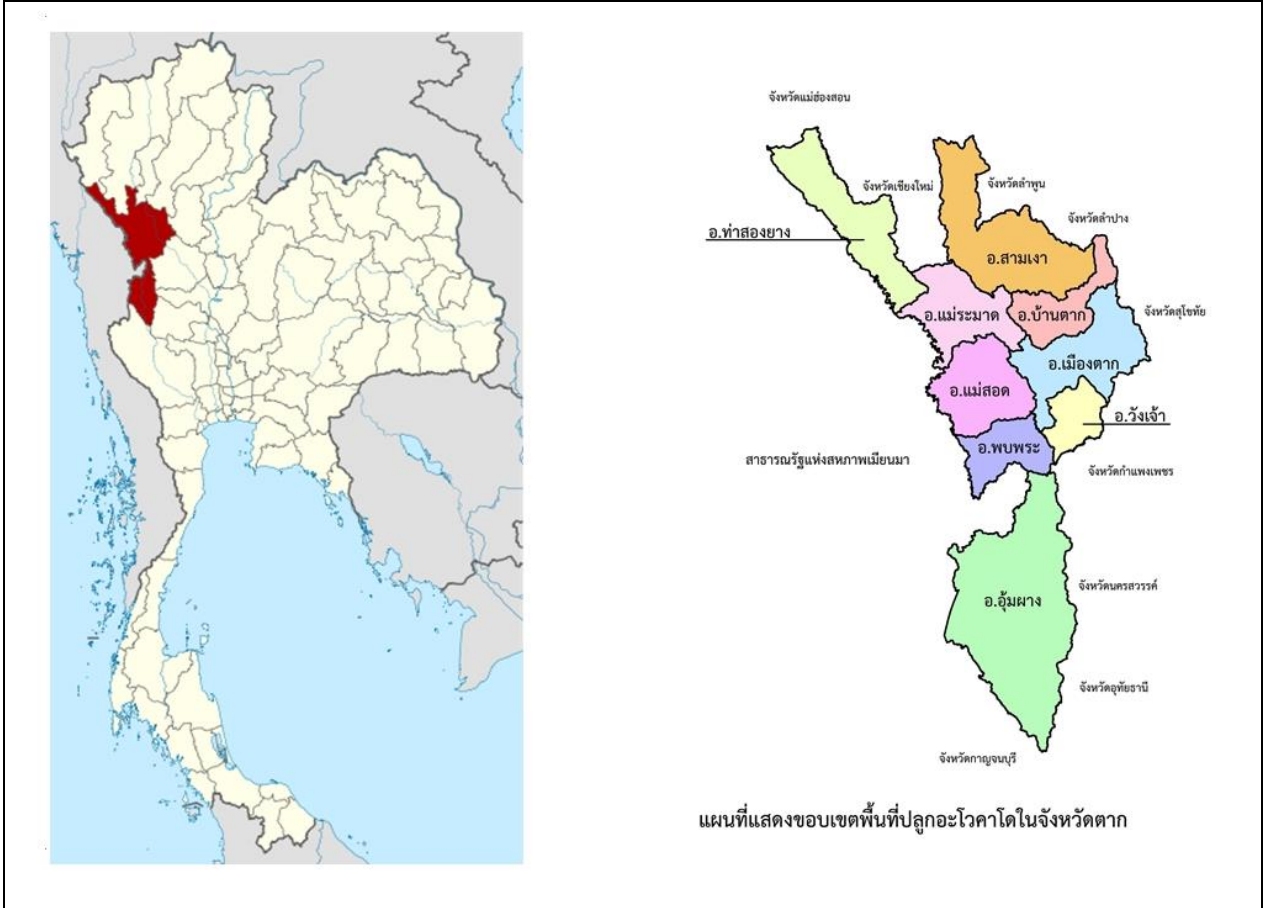 จังหวัดแม่ฮ่องสอน
จังหวัดเชียงใหม่
จังหวัดลำพูน
จังหวัดลำปาง
อ.ท่าสองยาง
อ.สามเงา
อ.แม่ระมาด
อ.บ้านตาก
จังหวัดสุโขทัย
อ.เมืองตาก
อ.แม่สอด
อ.วังเจ้า
อ.พบพระ
สาธารณรัฐแห่งสหภาพเมียนมา
จังหวัดกำแพงเพชร
จังหวัดนครสวรรค์
อ.อุ้มผาง
จังหวัดอุทัยธานี
จังหวัดกาญจนบุรี
แผนที่แสดงขอบเขตพื้นที่ปลูกอะโวคาโดในจังหวัดตาก